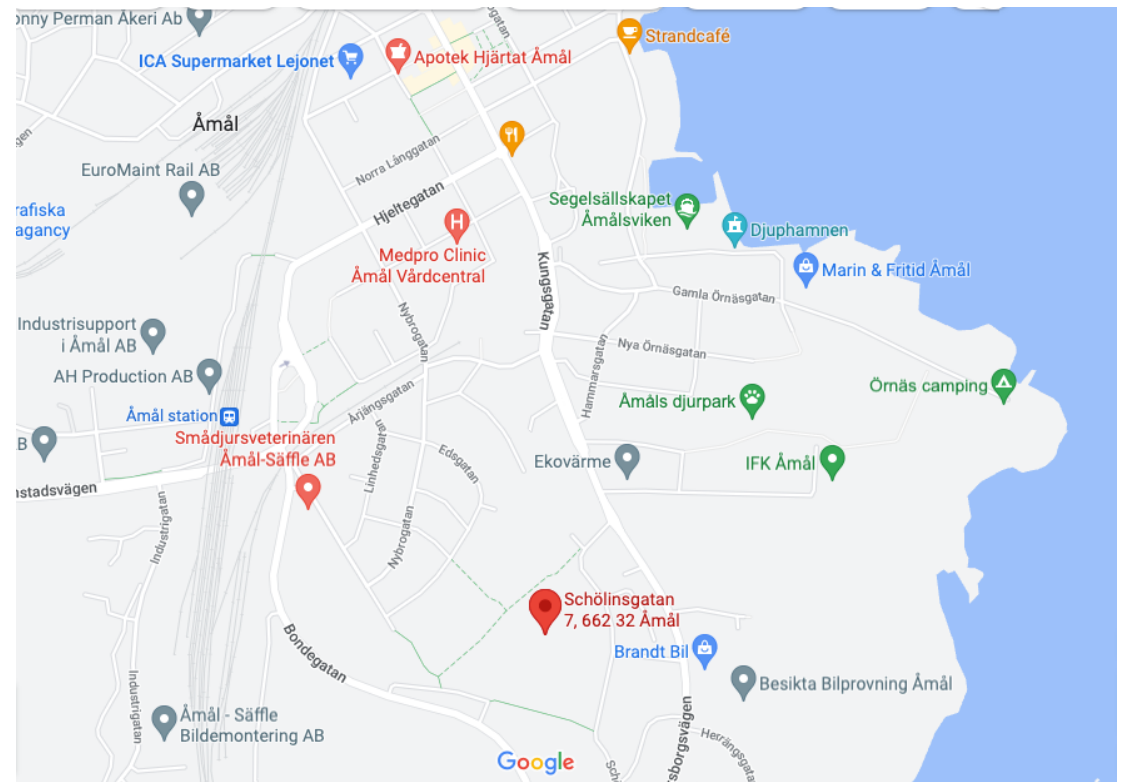 onny Perman Åkeri Ab
Strandcafé
ICA Supermarket Lejonet
Apotek Hjärtat Åmål
Åmål
Norra Långgatan
EuroMaint Rail AB
Hjeltegatan
Segelsällskapet
Åmålsviken
rafiska
agancy
Djuphamnen
Medpro Clinic
Åmål Vårdcentral
Kungsgatan
Marin & Fritid Åmål
Gamla Örnäsgatan
Industrisupport
i Åmål AB
Nybrogatan
Nya Örnäsgatan
Hammarsgatan
AH Production AB
Årjängsgatan
Åmåls djurpark
Örnäs camping
Åmål station
Smådjursveterinären
Åmål-Säffle AB
B
Linhedsgatan
Edsgatan
Ekovärme
IFK Åmål
nstadsvägen
Industrigatan
Nybrogatan
Schölinsgatan
7, 662 32 Åmål
Bondegatan
Brandt Bil
Besikta Bilprovning Åmål
Industrigatan
Åmål - Säffle
Bildemontering AB
sborgsvägen
Herrängsgatan
Google